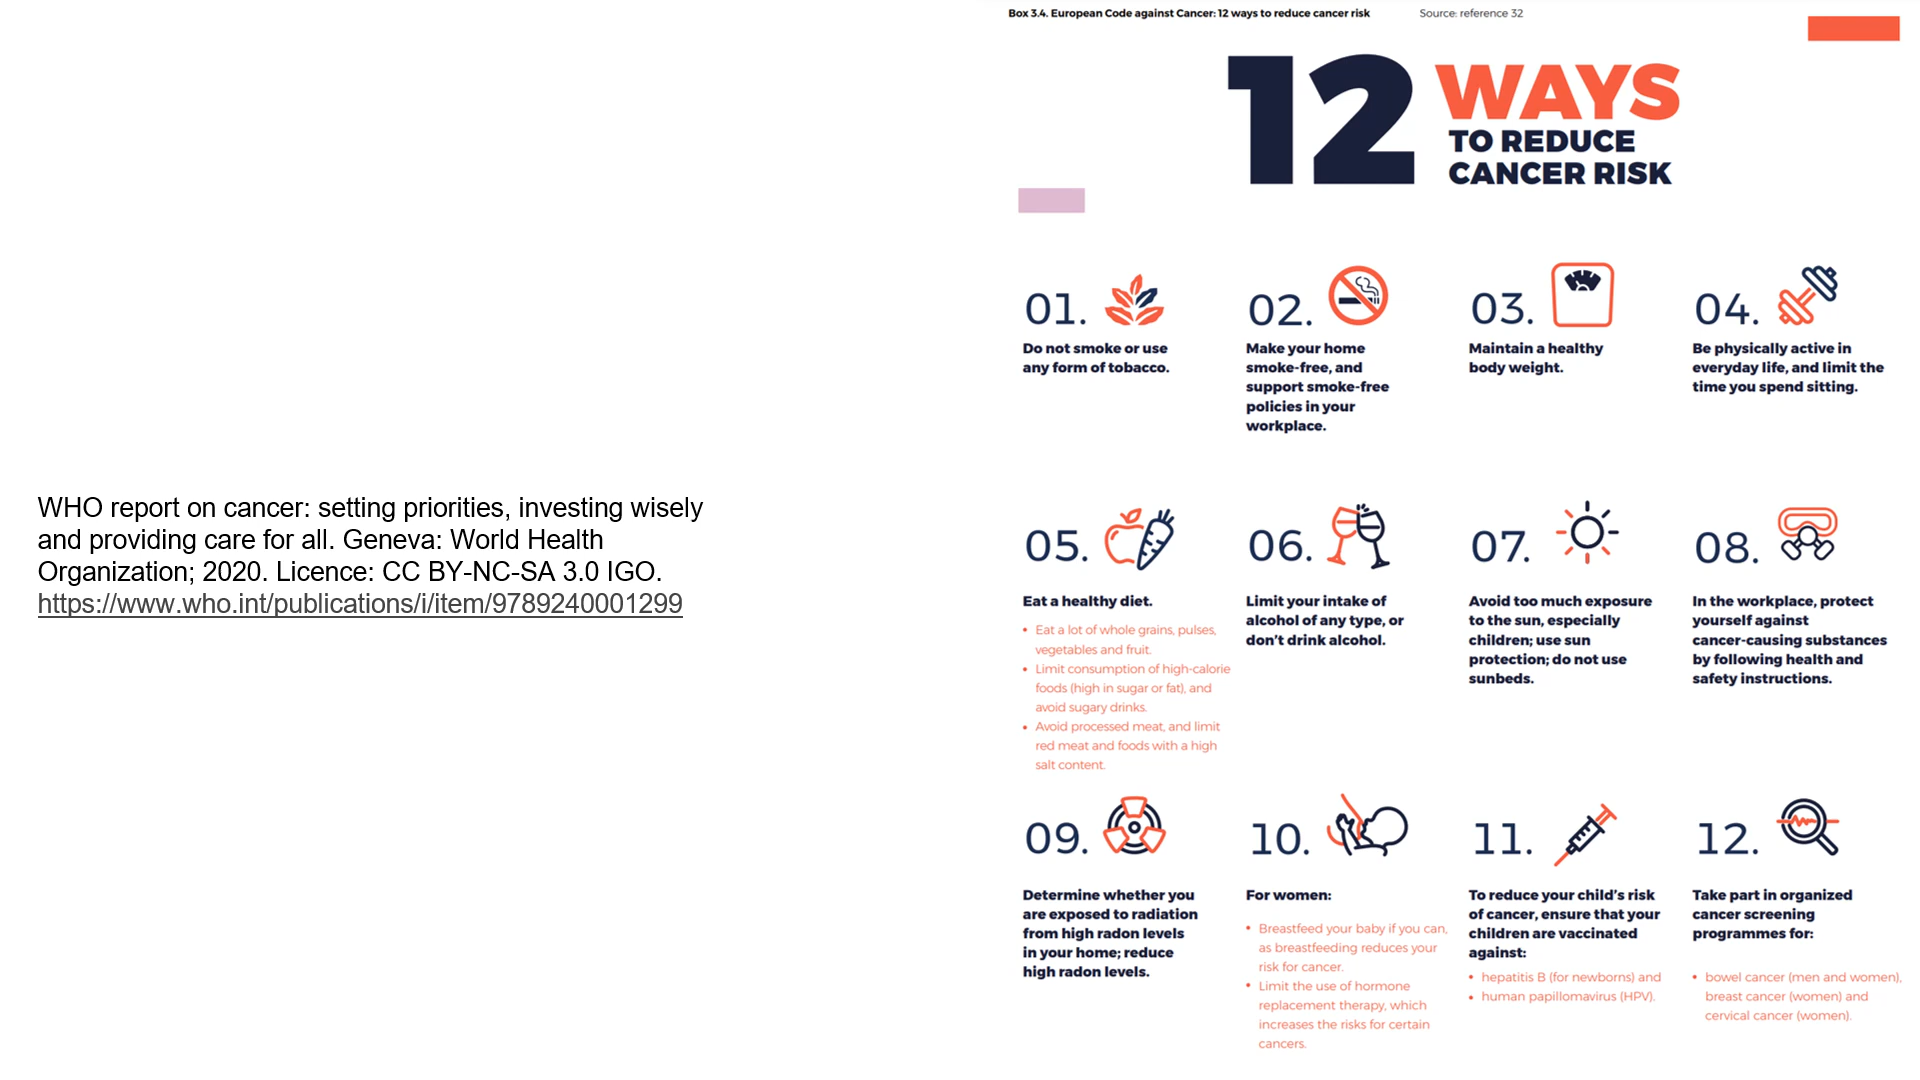 WHO report on cancer: setting priorities, investing wisely
and providing care for all. Geneva: World Health
Organization; 2020. Licence: CC BY-NC-SA 3.0 IGO.
https://www.who.int/publications/i/item/9789240001299
Box 3.4. European Code against Cancer: 12 ways to reduce cancer risk
Source: reference 32
12 WAYS
TO REDUCE
CANCER RISK
01.
Do not smoke or use
any form of tobacco.
02.
Make your home
smoke-free, and
support smoke-free
policies in your
workplace.
03.
Maintain a healthy
body weight.
04.
Be physically active in
everyday life, and limit the
time you spend sitting.
05.
Eat a healthy diet.
• Eat a lot of whole grains, pulses,
vegetables and fruit.
• Limit consumption of high-calorie
foods (high in sugar or fat), and
avoid sugary drinks.
• Avoid processed meat, and limit
red meat and foods with a high
salt content.
06.
Limit your intake of
alcohol of any type, or
don't drink alcohol.
07.
Avoid too much exposure
to the sun, especially
children; use sun
protection; do not use
sunbeds.
08.
In the workplace, protect
yourself against
cancer-causing substances
by following health and
safety instructions.
09.
Determine whether you
are exposed to radiation
from high radon levels
in your home; reduce
high radon levels.
10.
For women:
• Breastfeed your baby if you can,
as breastfeeding reduces your
risk for cancer.
• Limit the use of hormone
replacement therapy, which
increases the risks for certain
cancers.
11.
To reduce your child's risk
of cancer, ensure that your
children are vaccinated
against:
• hepatitis B (for newborns) and
• human papillomavirus (HPV).
12.
Take part in organized
cancer screening
programmes for:
• bowel cancer (men and women),
breast cancer (women) and
cervical cancer (women).